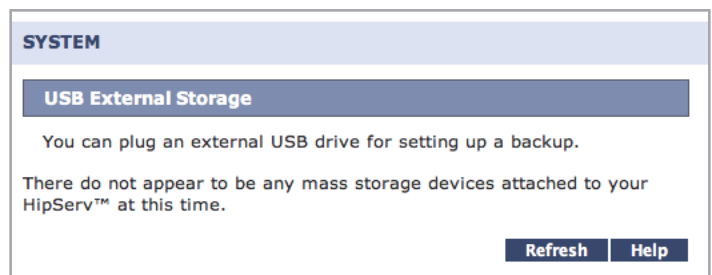 SYSTEM
USB External Storage
You can plug an external USB drive for setting up a backup.
There do not appear to be any mass storage devices attached to your
HipServ™ at this time.
Refresh Help